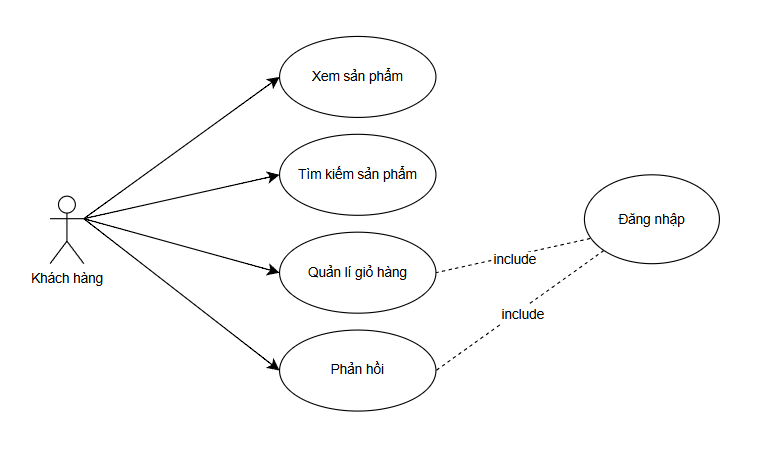 Xem sản phẩm
Tìm kiếm sản phẩm
Đăng nhập
Quản lí giỏ hàng
include
Khách hàng
include
Phản hồi